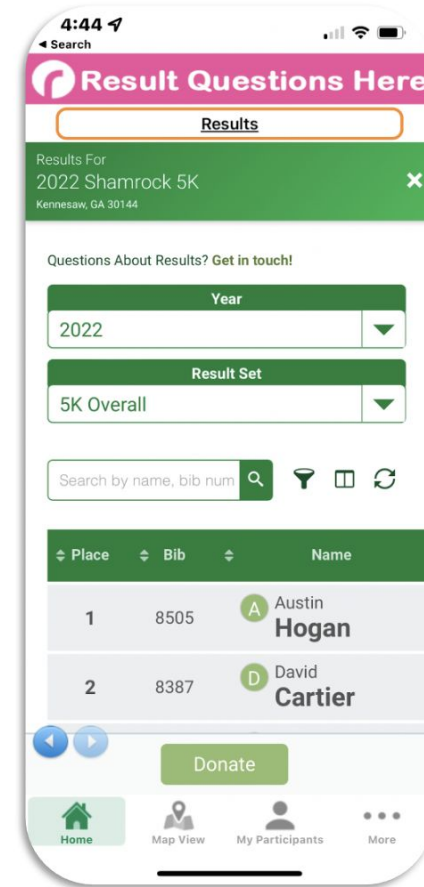 4:44
Search
Result Questions Here
Results
Results For
2022 Shamrock 5K
Kennesaw, GA 30144
Questions About Results? Get in touch!
Year
2022
Result Set
5K Overall
Search by name, bib num
Place Bib Name
1 8505 A Austin Hogan
2 8387 D David Cartier
Donate
Home Map View My Participants More